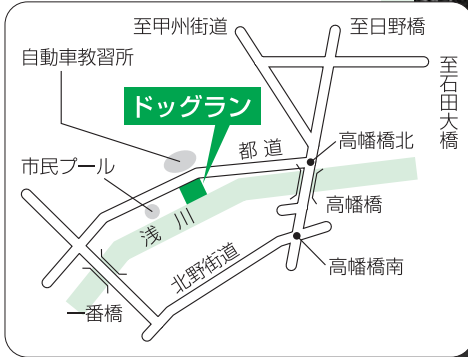 至甲州街道
至日野橋
自動車教習所
至石田大橋
ドッグラン
都道
高幡橋北
市民プール
高幡橋
浅川
北野街道
高幡橋南
一番橋